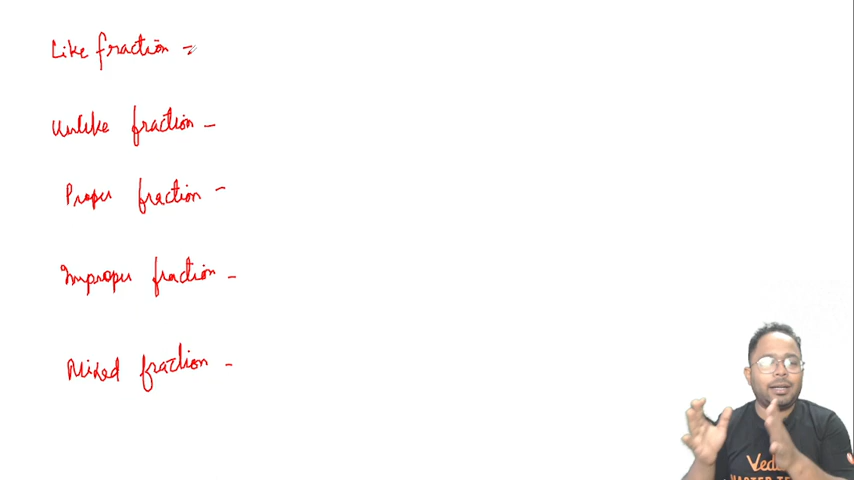 Like fraction =
Unlike fraction -
Proper fraction -
Improper fraction -
Mixed fraction -